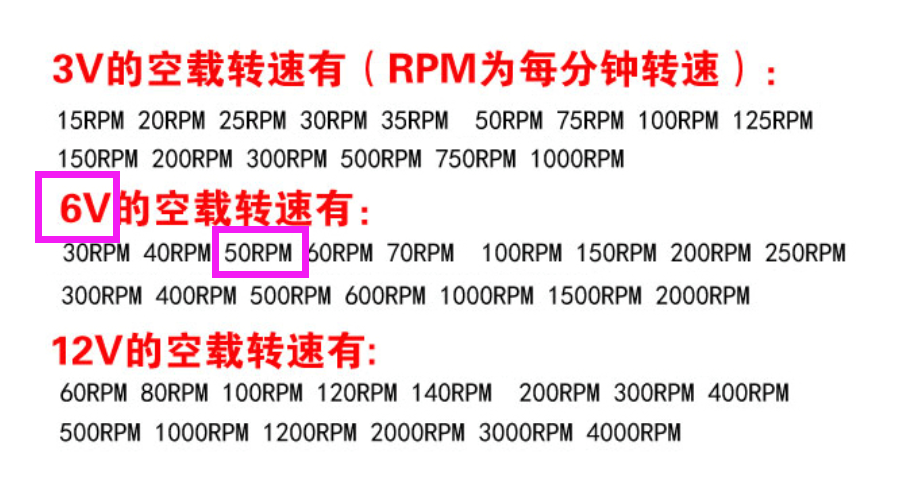 3V的空载转速有（RPM为每分钟转速）:
15RPM 20RPM 25RPM 30RPM 35RPM 50RPM 75RPM 100RPM 125RPM
150RPM 200RPM 300RPM 500RPM 750RPM 1000RPM
6V的空载转速有:
30RPM 40RPM 50RPM 60RPM 70RPM 100RPM 150RPM 200RPM 250RPM
300RPM 400RPM 500RPM 600RPM 1000RPM 1500RPM 2000RPM
12V的空载转速有:
60RPM 80RPM 100RPM 120RPM 140RPM 200RPM 300RPM 400RPM
500RPM 1000RPM 1200RPM 2000RPM 3000RPM 4000RPM